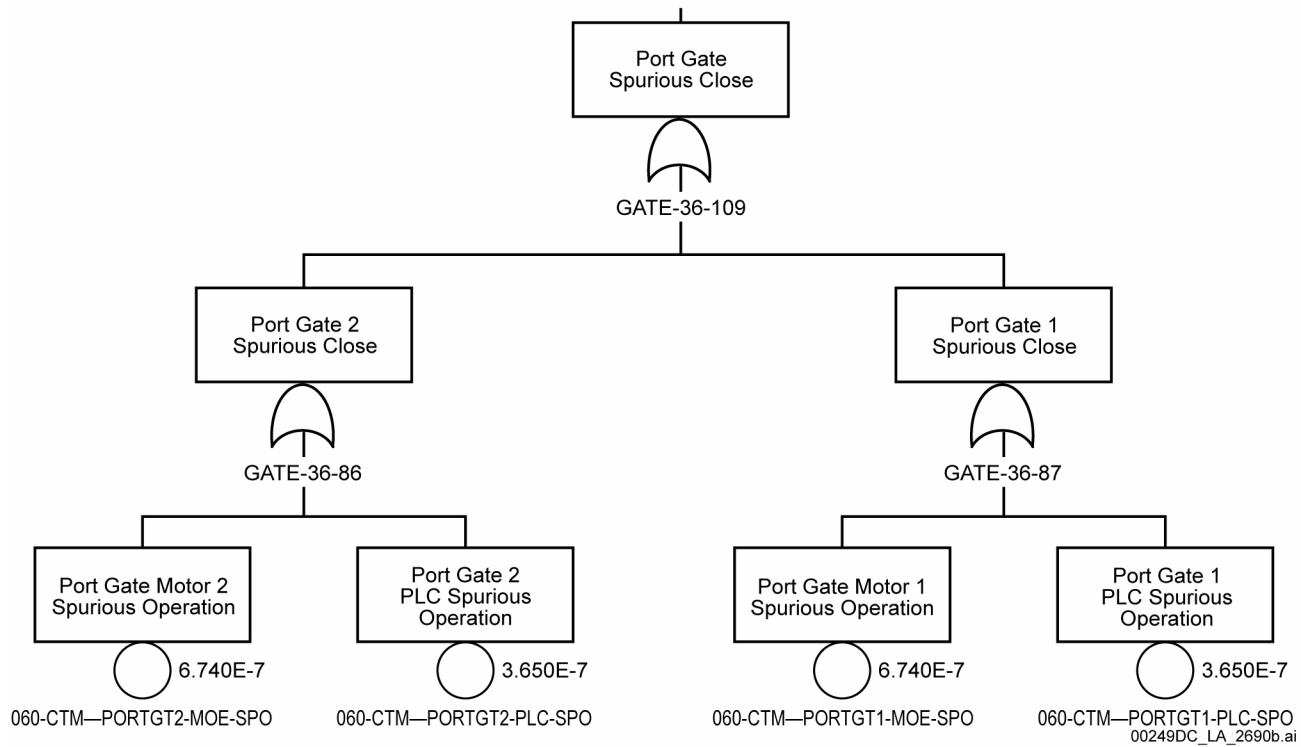 Port Gate
Spurious Close
GATE-36-109
Port Gate 2
Spurious Close
Port Gate 1
Spurious Close
GATE-36-86
GATE-36-87
Port Gate Motor 2
Spurious Operation
Port Gate 2
PLC Spurious
Operation
Port Gate Motor 1
Spurious Operation
Port Gate 1
PLC Spurious
Operation
6.740E-7
3.650E-7
6.740E-7
3.650E-7
060-CTM—PORTGT2-MOE-SPO
060-CTM—PORTGT2-PLC-SPO
060-CTM—PORTGT1-MOE-SPO
060-CTM—PORTGT1-PLC-SPO
00249DC_LA_2690b.ai